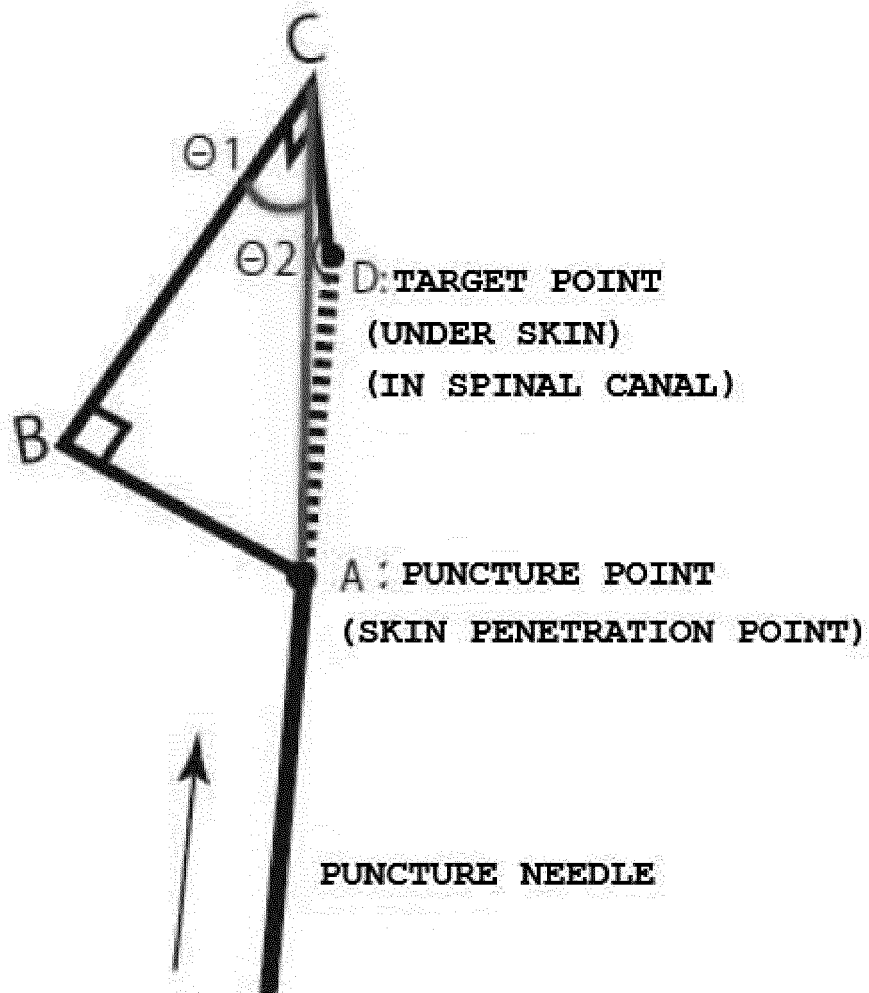 C
Θ1
Θ2
D: TARGET POINT
(UNDER SKIN)
(IN SPINAL CANAL)
B
A: PUNCTURE POINT
(SKIN PENETRATION POINT)
PUNCTURE NEEDLE